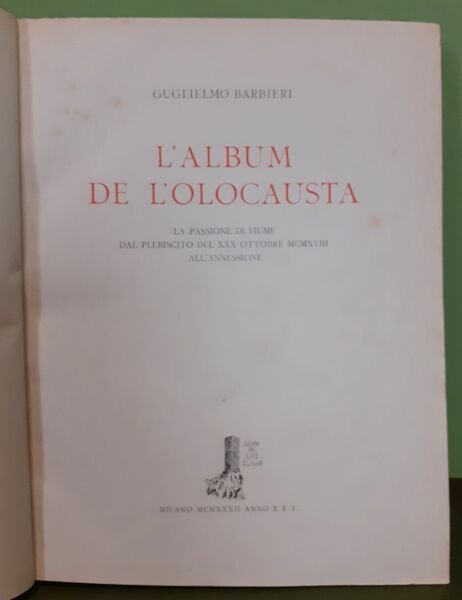 GUGLIELMO BARBIERI
L'ALBUM
DE L'OLOCAUSTA
LA PASSIONE DI FIUME
DAL PLEBISCITO DEL XXX OTTOBRE MCMXVIII
ALL'ANNESSIONE
MILANO MCMXXXII ANNO X E. F.